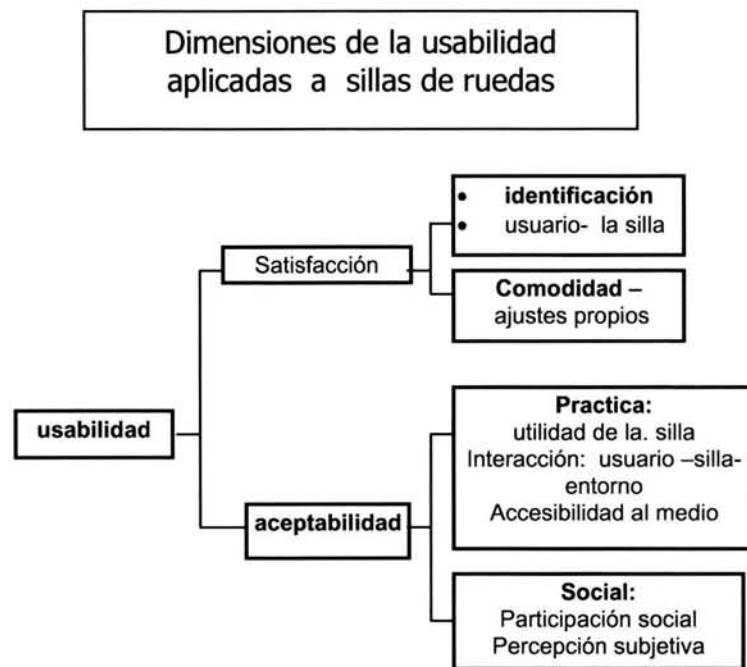 Dimensiones de la usabilidad
aplicadas a sillas de ruedas
• identificación
• usuario- la silla
Satisfacción
Comodidad –
ajustes propios
usabilidad
Practica:
utilidad de la. silla
Interacción: usuario –silla-
entorno
Accesibilidad al medio
aceptabilidad
Social:
Participación social
Percepción subjetiva